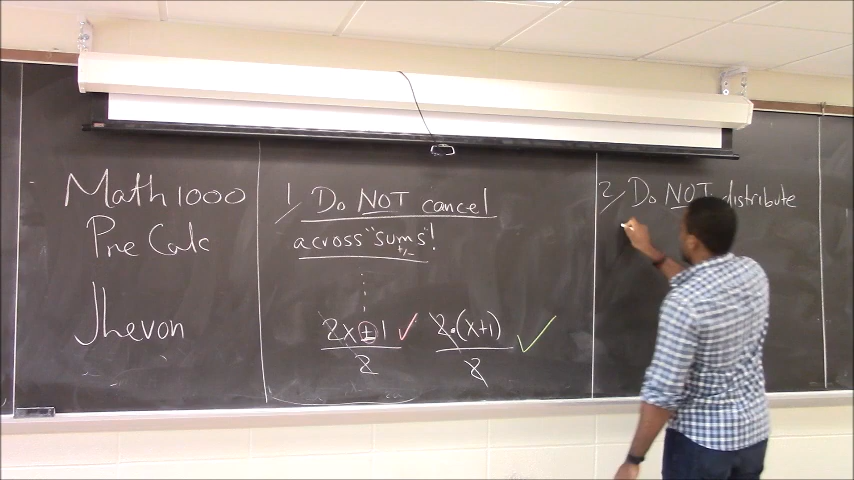 Math 1000
Pre Calc
Jhevon
1/ Do NOT cancel
across "sums"!
+/-
2x ± 1 ✓
2
2·(x+1) ✓
2
2/ Do NOT distribute